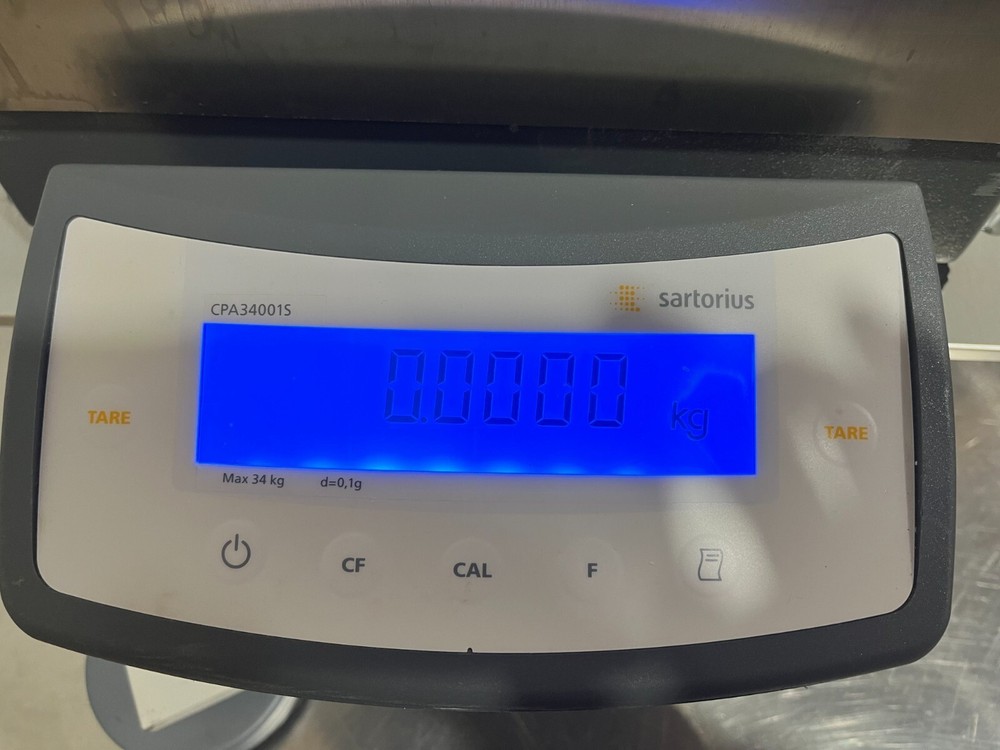 CPA34001S
sartorius
0.0000 kg
TARE
TARE
Max 34 kg d=0,1g
CF CAL F